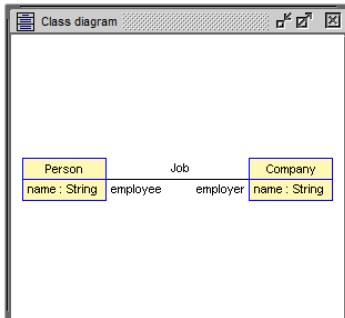 Class diagram
Person
name : String
Job
employee
employer
Company
name : String